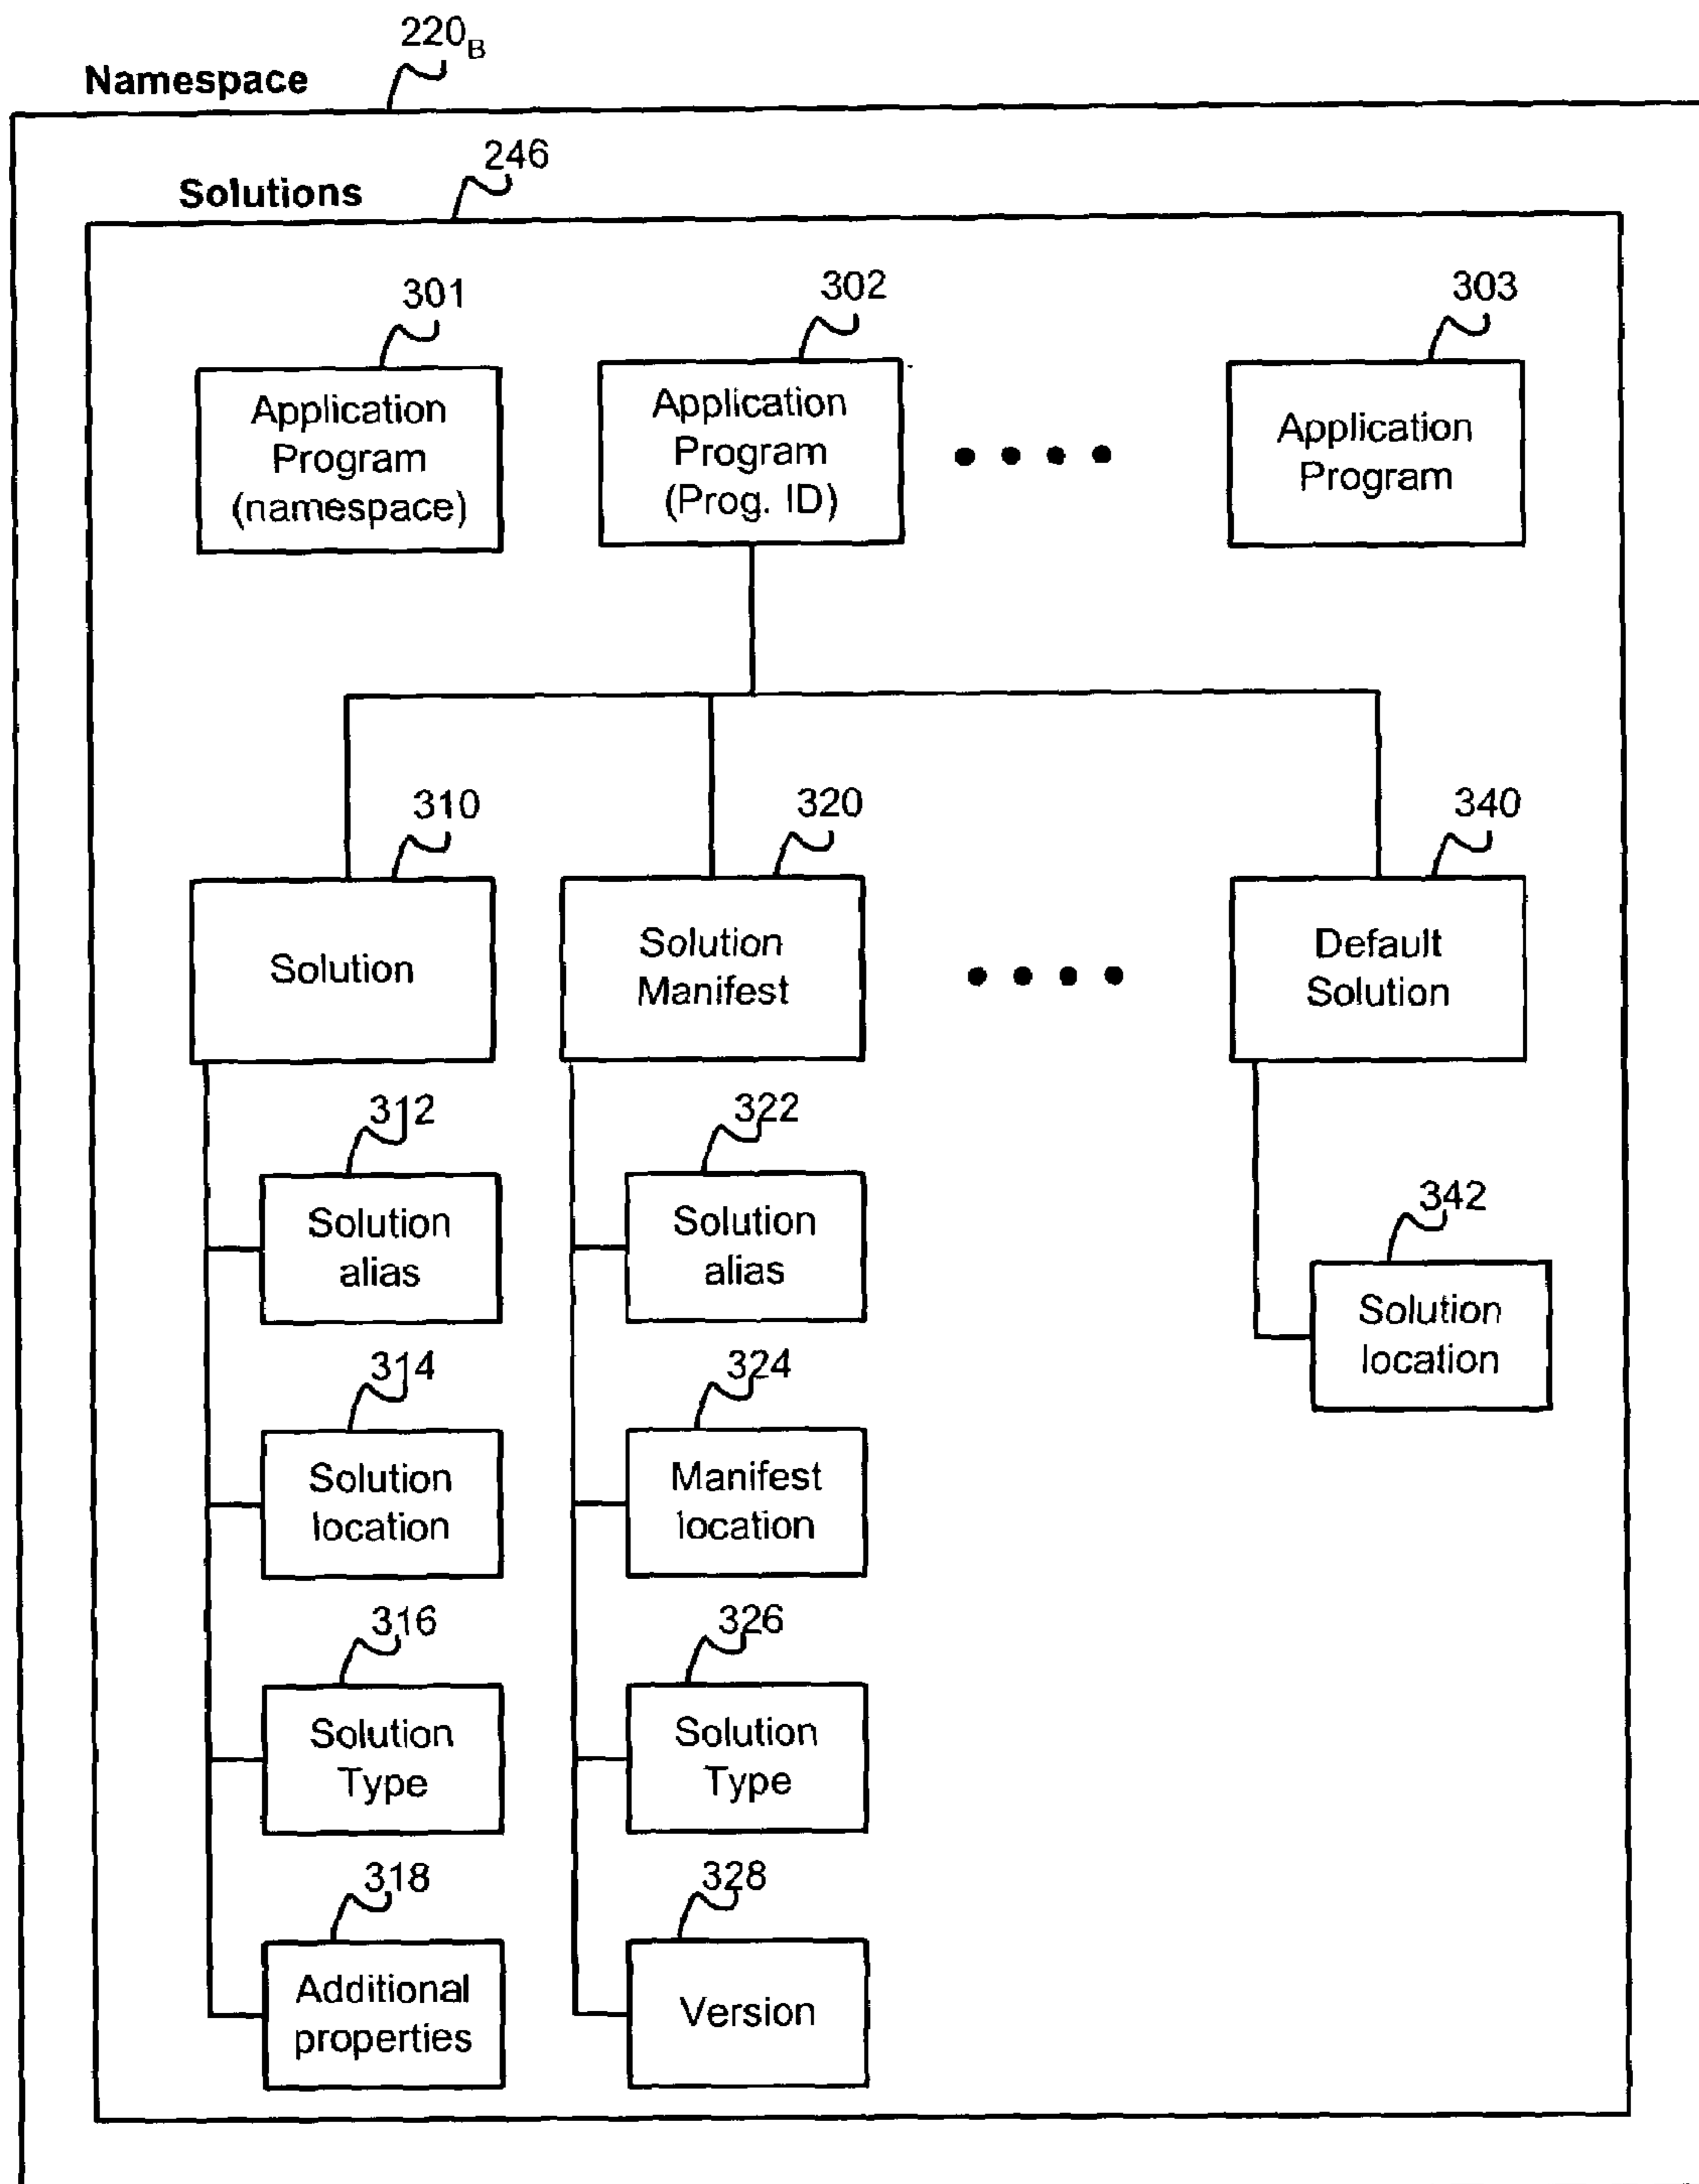 220B
Namespace
246
Solutions
301
302
303
Application
Program
(namespace)
Application
Program
(Prog. ID)
Application
Program
310
320
340
Solution
Solution
Manifest
Default
Solution
312
322
Solution
alias
Solution
alias
342
Solution
location
314
324
Solution
location
Manifest
location
316
326
Solution
Type
Solution
Type
318
328
Additional
properties
Version